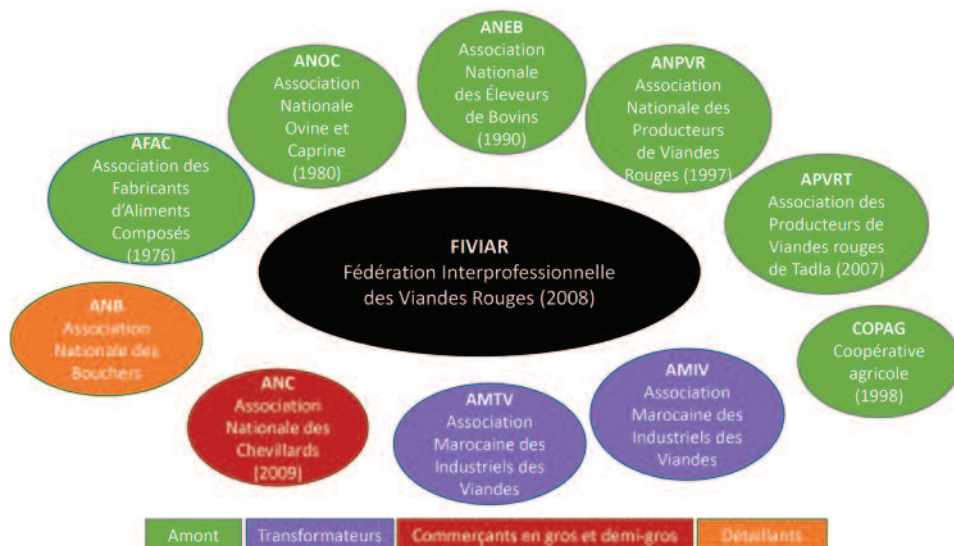 ANEB
Association
Nationale
des Éleveurs
de Bovins
(1990)
ANOC
Association
Nationale
Ovine et
Caprine
(1980)
ANPVR
Association
Nationale des
Producteurs
de Viandes
Rouges (1997)
AFAC
Association des
Fabricants
d'Aliments
Composés
(1976)
APVRT
Association des
Producteurs de
Viandes rouges
de Tadla (2007)
FIVIAR
Fédération Interprofessionnelle
des Viandes Rouges (2008)
ANB
Association
Nationale des
Bouchers
COPAG
Coopérative
agricole
(1998)
ANC
Association
Nationale des
Chevillards
(2009)
AMTV
Association
Marocaine des
Industriels des
Viandes
AMIV
Association
Marocaine des
Industriels des
Viandes
Amont
Transformateurs
Commerçants en gros et demi-gros
Détaillants